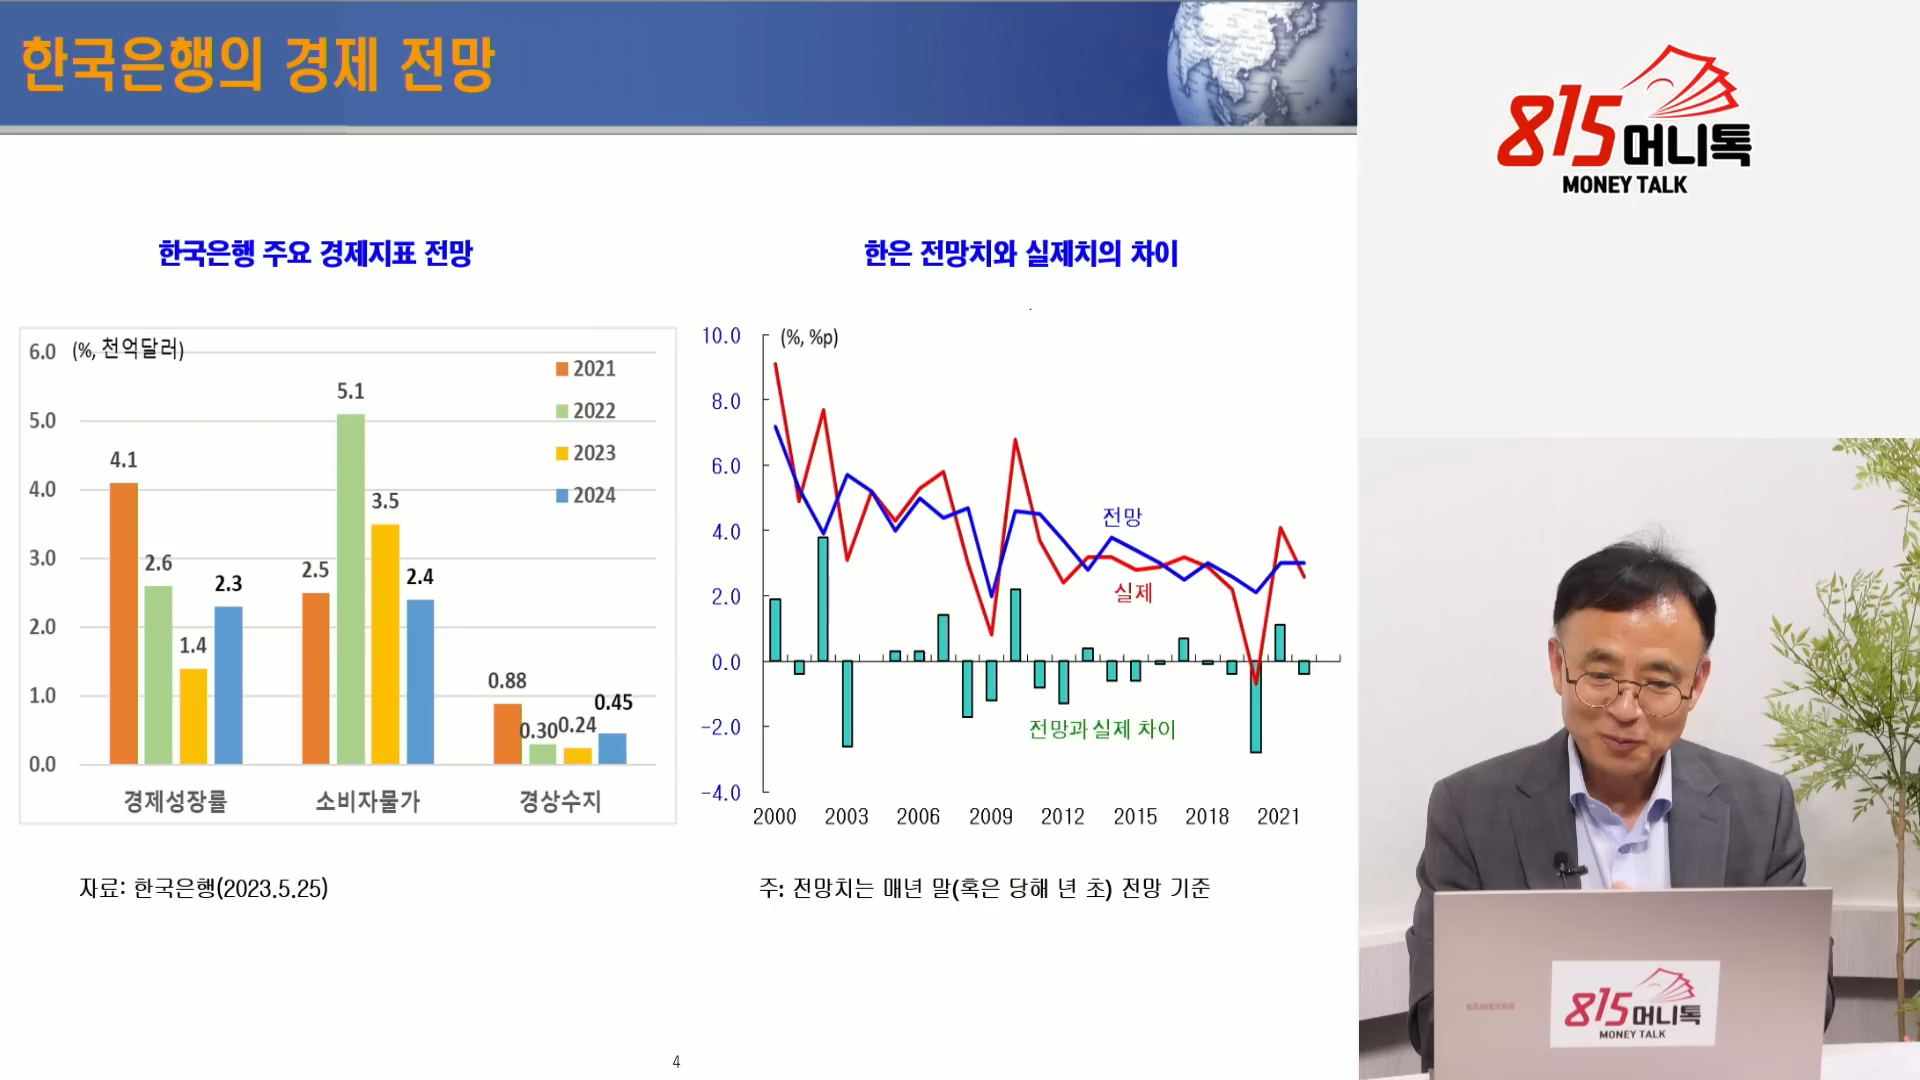 한국은행의 경제 전망
815머니톡
MONEY TALK
한국은행 주요 경제지표 전망
(%, 천억달러)
6.0
5.0
4.0
3.0
2.0
1.0
0.0
2021
2022
2023
2024
4.1
2.6
1.4
2.3
2.5
5.1
3.5
2.4
0.88
0.30
0.24
0.45
경제성장률 소비자물가 경상수지
자료: 한국은행(2023.5.25)
한은 전망치와 실제치의 차이
(%, %p)
10.0
8.0
6.0
4.0
2.0
0.0
-2.0
-4.0
전망
실제
전망과 실제 차이
2000 2003 2006 2009 2012 2015 2018 2021
주: 전망치는 매년 말(혹은 당해 년 초) 전망 기준
4
SAMSUNG
815머니톡
MONEY TALK